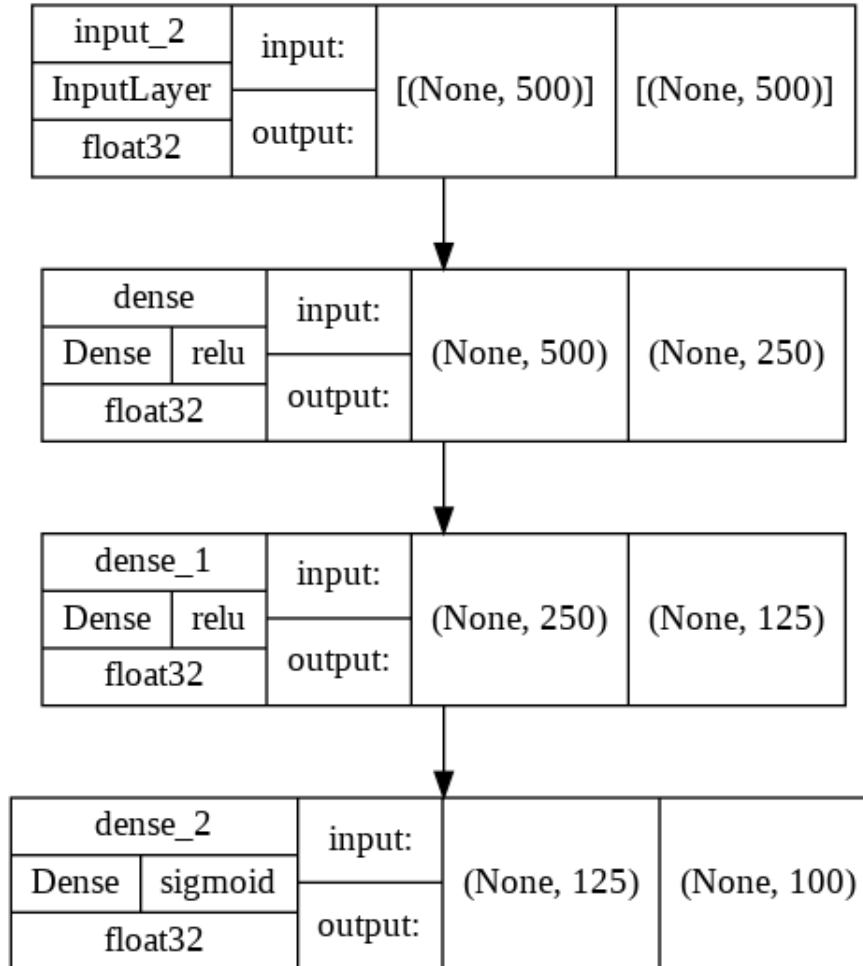 input_2
InputLayer
float32
input:
output:
[(None, 500)]
[(None, 500)]
dense
Dense
relu
float32
input:
output:
(None, 500)
(None, 250)
dense_1
Dense
relu
float32
input:
output:
(None, 250)
(None, 125)
dense_2
Dense
sigmoid
float32
input:
output:
(None, 125)
(None, 100)